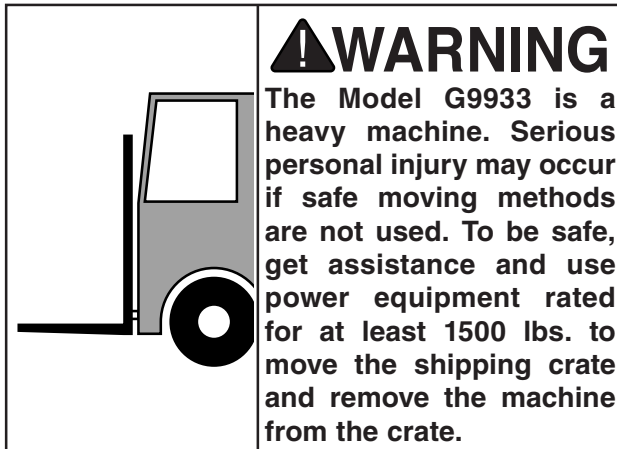 WARNING
The Model G9933 is a
heavy machine. Serious
personal injury may occur
if safe moving methods
are not used. To be safe,
get assistance and use
power equipment rated
for at least 1500 lbs. to
move the shipping crate
and remove the machine
from the crate.